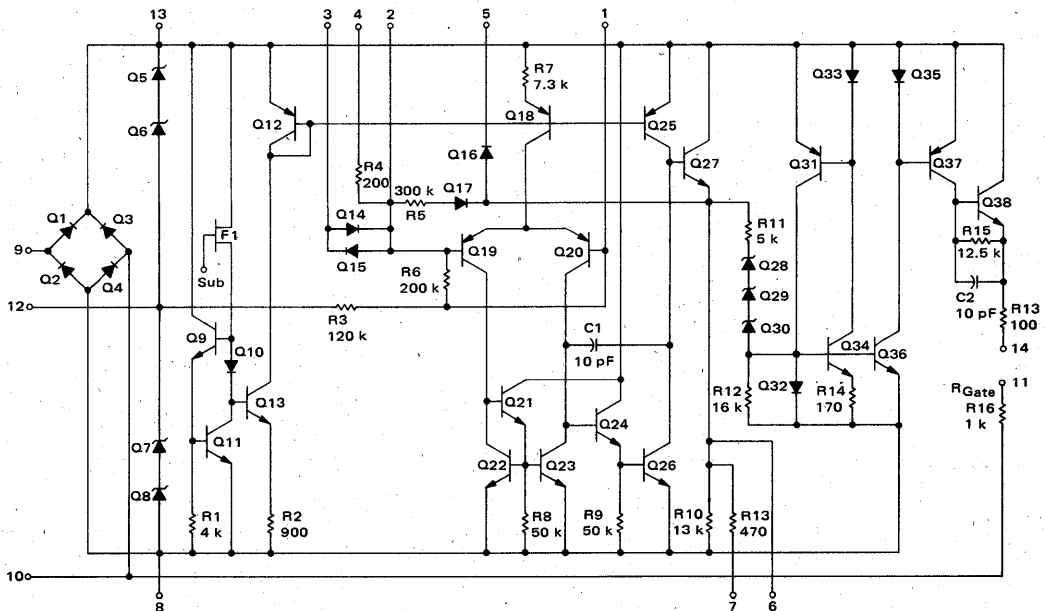 13 3 4 2 5 1
Q5
Q6
Q12
R7
7.3 k
Q18
Q25
Q33
Q35
Q16
Q27
Q31
Q37
R4
200
300 k
R5
Q17
Q38
Q1
Q3
Q14
R11
5 k
R15
12.5 k
9
F1
Q15
Q19
Q20
Q28
Q2
Q4
Sub
R6
200 k
Q29
C2
10 pF
12
R3
120 k
Q30
R13
100
Q9
Q10
C1
10 pF
Q34
Q36
14
Q13
Q21
Q32
R12
16 k
R14
170
11
RGate
R16
1 k
Q7
Q11
Q24
Q22
Q23
Q26
Q8
R1
4 k
R2
900
R8
50 k
R9
50 k
R10
13 k
R13
470
10
8 7 6